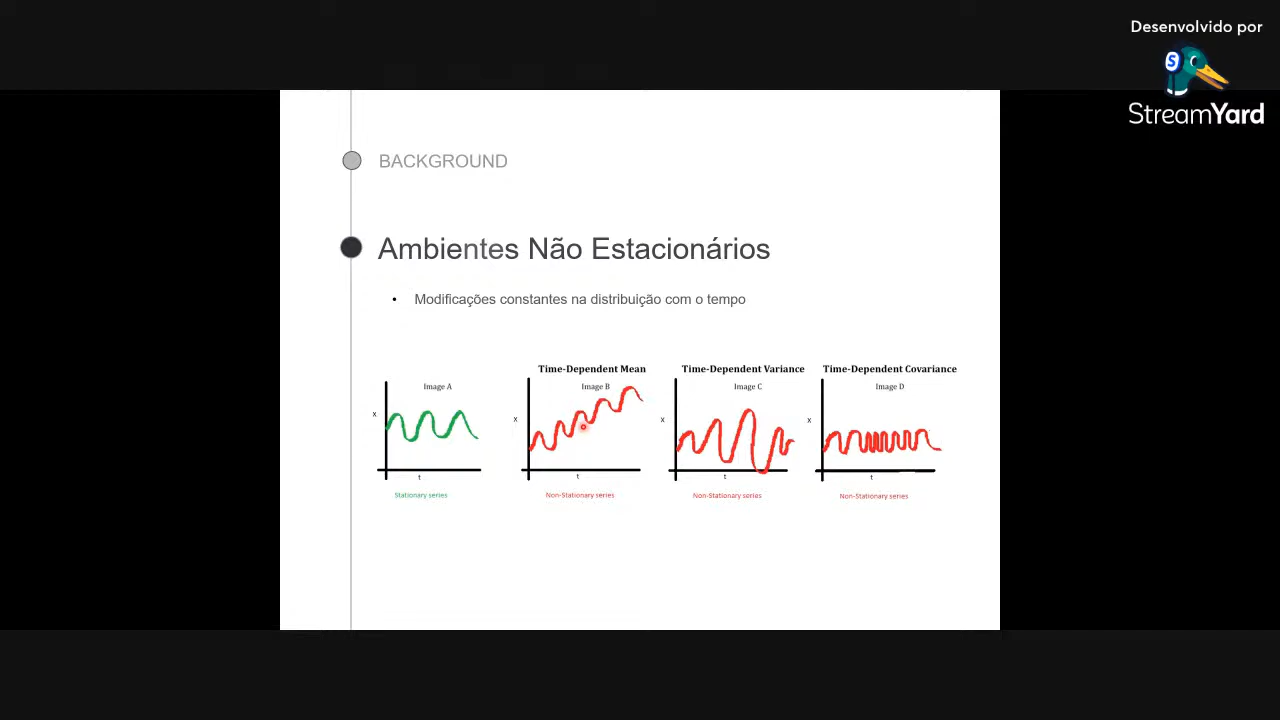 Desenvolvido por
S
StreamYard
BACKGROUND
Ambientes Não Estacionários
• Modificações constantes na distribuição com o tempo
Time-Dependent Mean
Time-Dependent Variance
Time-Dependent Covariance
Image A
Image B
Image C
Image D
x
x
x
x
t
t
t
t
Stationary series
Non-Stationary series
Non-Stationary series
Non-Stationary series